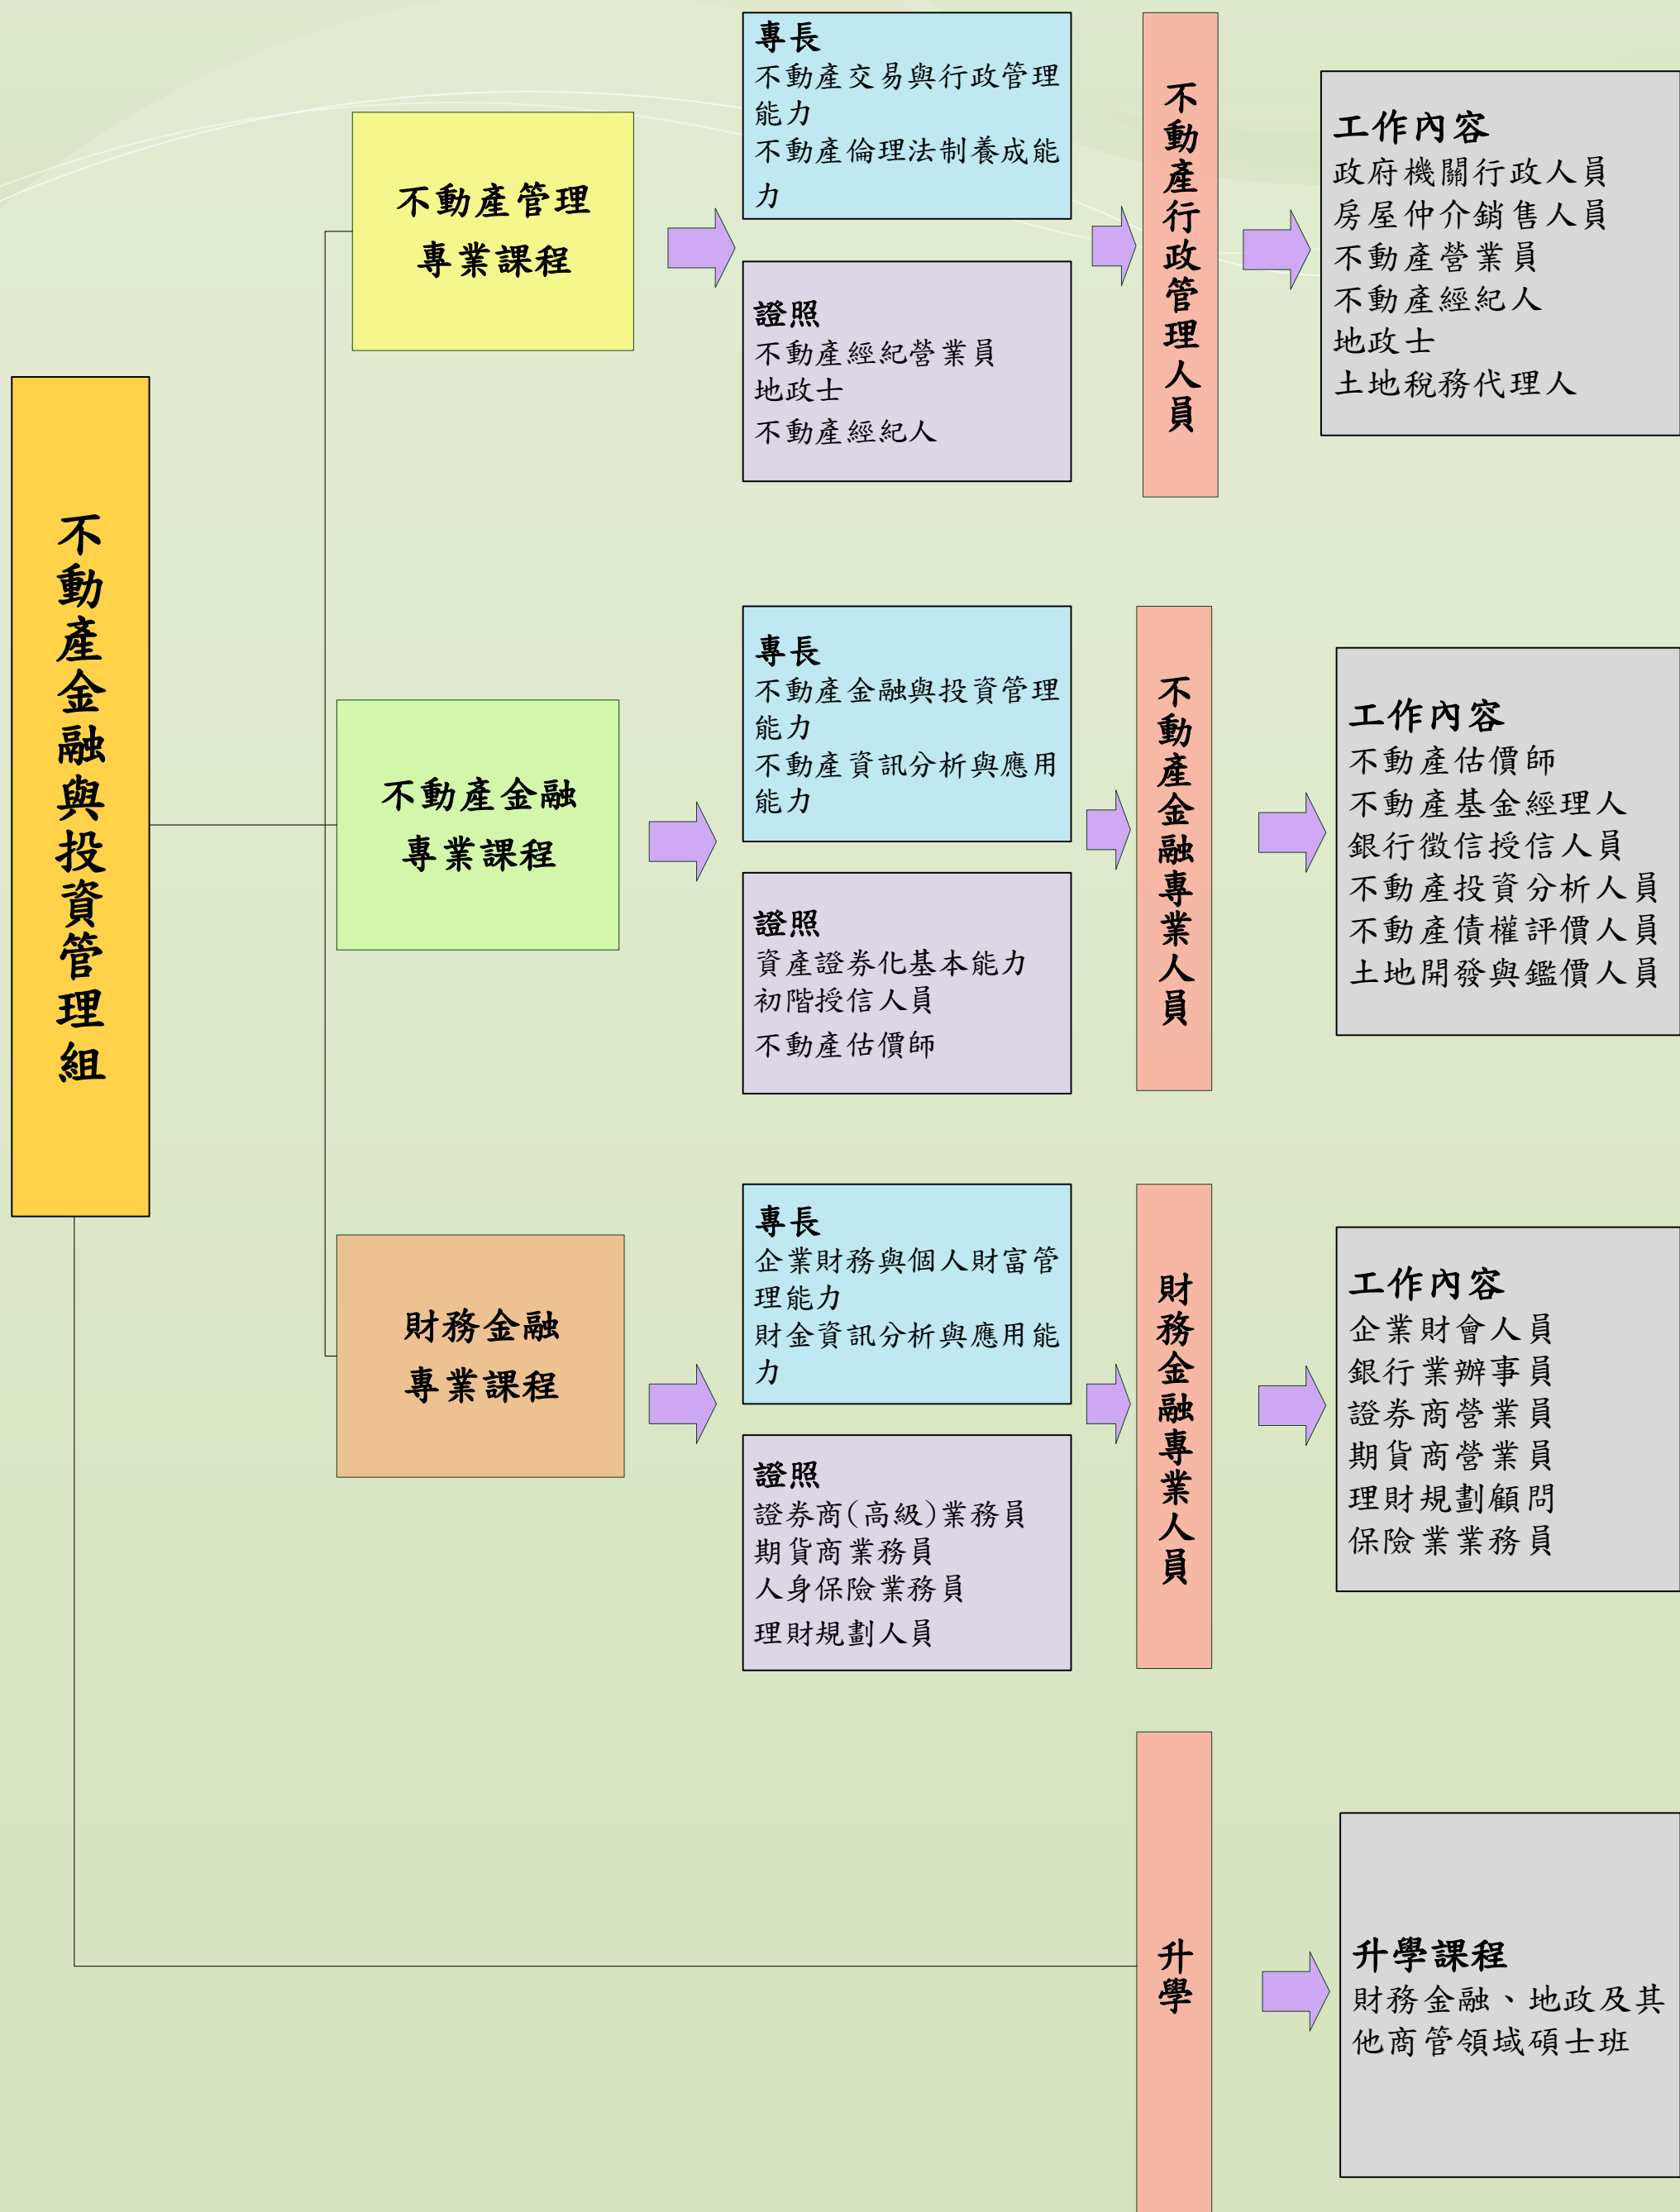 不動產金融與投資管理組
不動產管理
專業課程
專長
不動產交易與行政管理
能力
不動產倫理法制養成能
力
證照
不動產經紀營業員
地政士
不動產經紀人
不動產行政管理人員
工作內容
政府機關行政人員
房屋仲介銷售人員
不動產營業員
不動產經紀人
地政士
土地稅務代理人
不動產金融
專業課程
專長
不動產金融與投資管理
能力
不動產資訊分析與應用
能力
證照
資產證券化基本能力
初階授信人員
不動產估價師
不動產金融專業人員
工作內容
不動產估價師
不動產基金經理人
銀行徵信授信人員
不動產投資分析人員
不動產債權評價人員
土地開發與鑑價人員
財務金融
專業課程
專長
企業財務與個人財富管
理能力
財金資訊分析與應用能
力
證照
證券商(高級)業務員
期貨商業務員
人身保險業務員
理財規劃人員
財務金融專業人員
工作內容
企業財會人員
銀行業辦事員
證券商營業員
期貨商營業員
理財規劃顧問
保險業業務員
升學
升學課程
財務金融、地政及其
他商管領域碩士班